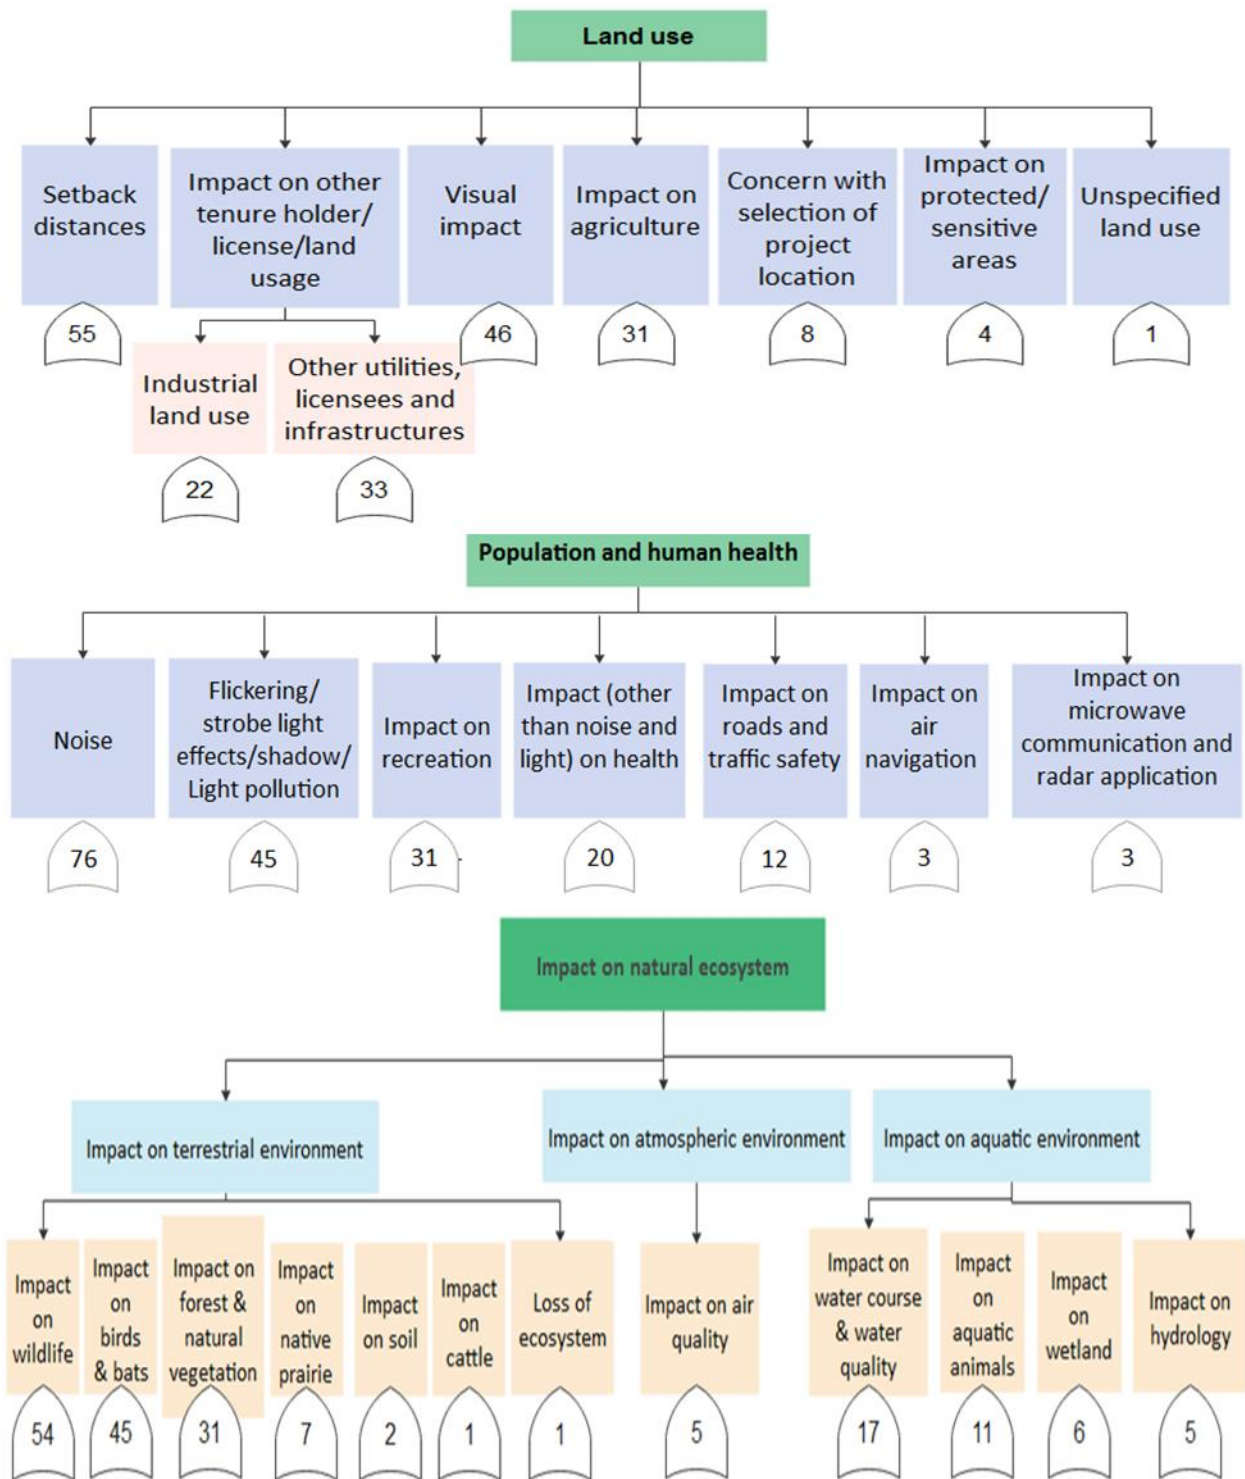 Land use
Setback
distances
Impact on other
tenure holder/
license/land
usage
Visual
impact
Impact on
agriculture
Concern with
selection of
project
location
Impact on
protected/
sensitive
areas
Unspecified
land use
55
46
31
8
4
1
Industrial
land use
Other utilities,
licensees and
infrastructures
22
33
Population and human health
Noise
Flickering/
strobe light
effects/shadow/
Light pollution
Impact on
recreation
Impact (other
than noise and
light) on health
Impact on
roads and
traffic safety
Impact on
air
navigation
Impact on
microwave
communication and
radar application
76
45
31
20
12
3
3
Impact on natural ecosystem
Impact on terrestrial environment
Impact on atmospheric environment
Impact on aquatic environment
Impact
on
wildlife
Impact
on
birds
& bats
Impact on
forest &
natural
vegetation
Impact
on
native
prairie
Impact
on soil
Impact
on
cattle
Loss of
ecosystem
Impact on air
quality
Impact on
water course
& water
quality
Impact
on
aquatic
animals
Impact
on
wetland
Impact on
hydrology
54
45
31
7
2
1
1
5
17
11
6
5